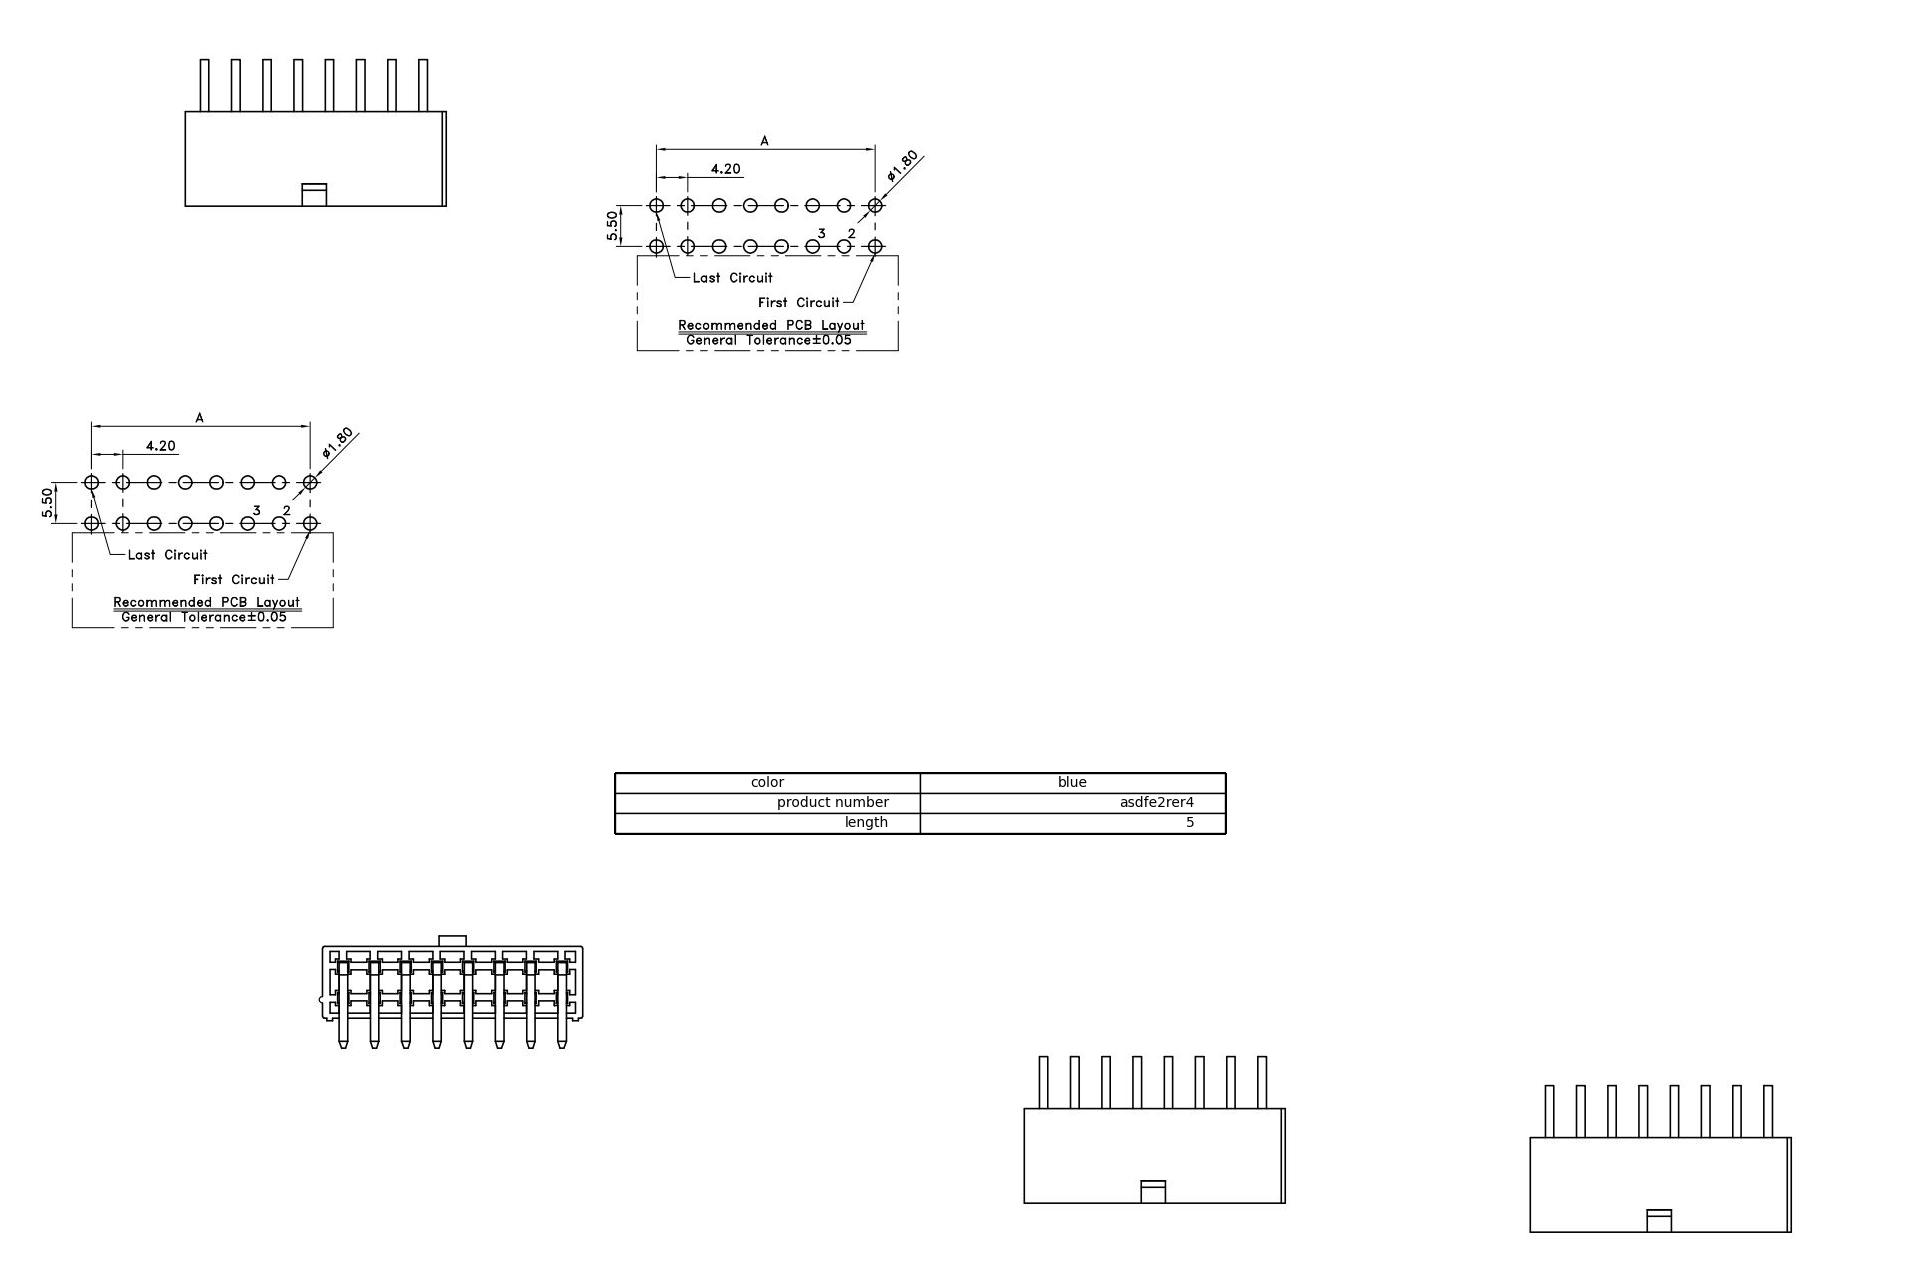 A
4.20
ø1.80
5.50
3 2
Last Circuit
First Circuit
Recommended PCB Layout
General Tolerance±0.05
A
4.20
ø1.80
5.50
3 2
Last Circuit
First Circuit
Recommended PCB Layout
General Tolerance±0.05
color blue
product number asdfe2rer4
length 5